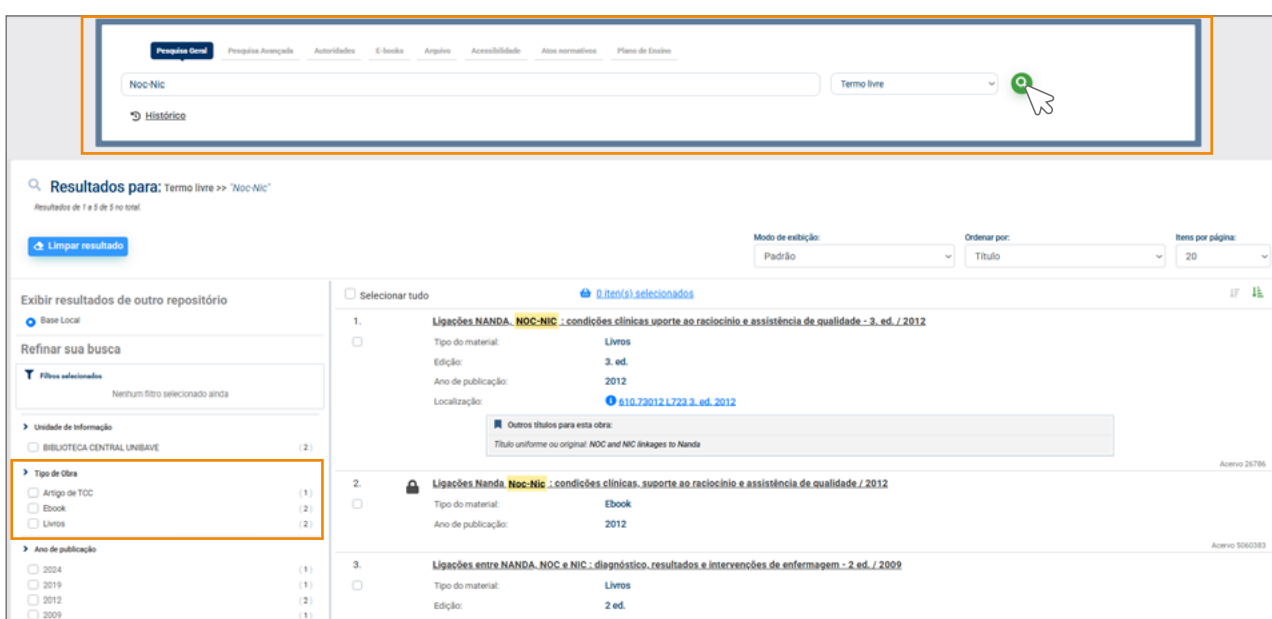 Pesquisa Geral Pesquisa Avançada Autoridades E-books Arquivo Acessibilidade Atos normativos Plano de Ensino
Noc-Nic Termo livre
Histórico
Resultados para: Termo livre >> "Noc-Nic"
Resultados de 1 a 5 de 5 no total.
Limpar resultado
Modo de exibição: Ordenar por: Itens por página:
Padrão Título 20
Exibir resultados de outro repositório
Base Local
Refinar sua busca
Filtros selecionados
Nenhum filtro selecionado ainda
Unidade de Informação
BIBLIOTECA CENTRAL UNIBAVE (2)
Tipo de Obra
Artigo de TCC (1)
Ebook (2)
Livros (2)
Ano de publicação
2024 (1)
2019 (1)
2012 (2)
2009 (1)
Selecionar tudo 0 iten(s) selecionados
1. Ligações NANDA, NOC-NIC : condições clínicas uporte ao raciocínio e assistência de qualidade - 3. ed. / 2012
Tipo do material: Livros
Edição: 3. ed.
Ano de publicação: 2012
Localização: 610.73012 L723 3. ed. 2012
Outros títulos para esta obra:
Título uniforme ou original: NOC and NIC linkages to Nanda
Acervo 26786
2. Ligações Nanda Noc-Nic : condições clínicas, suporte ao raciocínio e assistência de qualidade / 2012
Tipo do material: Ebook
Ano de publicação: 2012
Acervo 5060383
3. Ligações entre NANDA, NOC e NIC : diagnóstico, resultados e intervenções de enfermagem - 2 ed. / 2009
Tipo do material: Livros
Edição: 2 ed.